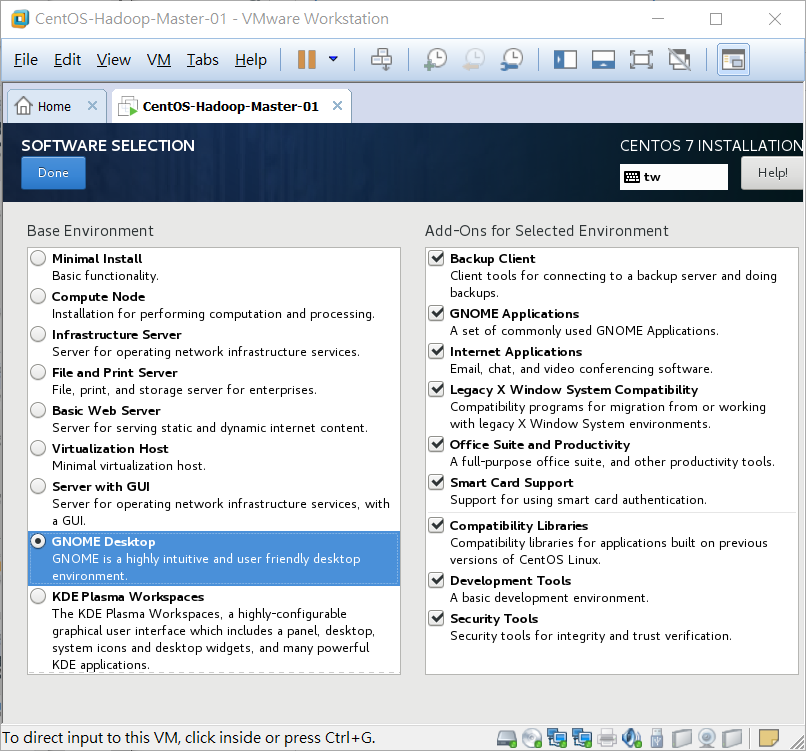 CentOS-Hadoop-Master-01 - VMware Workstation
File Edit View VM Tabs Help
Home CentOS-Hadoop-Master-01
SOFTWARE SELECTION
CENTOS 7 INSTALLATION
Done
tw
Help!
Base Environment
Minimal Install
Basic functionality.
Compute Node
Installation for performing computation and processing.
Infrastructure Server
Server for operating network infrastructure services.
File and Print Server
File, print, and storage server for enterprises.
Basic Web Server
Server for serving static and dynamic internet content.
Virtualization Host
Minimal virtualization host.
Server with GUI
Server for operating network infrastructure services, with
a GUI.
GNOME Desktop
GNOME is a highly intuitive and user friendly desktop
environment.
KDE Plasma Workspaces
The KDE Plasma Workspaces, a highly-configurable
graphical user interface which includes a panel, desktop,
system icons and desktop widgets, and many powerful
KDE applications.
Add-Ons for Selected Environment
Backup Client
Client tools for connecting to a backup server and doing
backups.
GNOME Applications
A set of commonly used GNOME Applications.
Internet Applications
Email, chat, and video conferencing software.
Legacy X Window System Compatibility
Compatibility programs for migration from or working
with legacy X Window System environments.
Office Suite and Productivity
A full-purpose office suite, and other productivity tools.
Smart Card Support
Support for using smart card authentication.
Compatibility Libraries
Compatibility libraries for applications built on previous
versions of CentOS Linux.
Development Tools
A basic development environment.
Security Tools
Security tools for integrity and trust verification.
To direct input to this VM, click inside or press Ctrl+G.